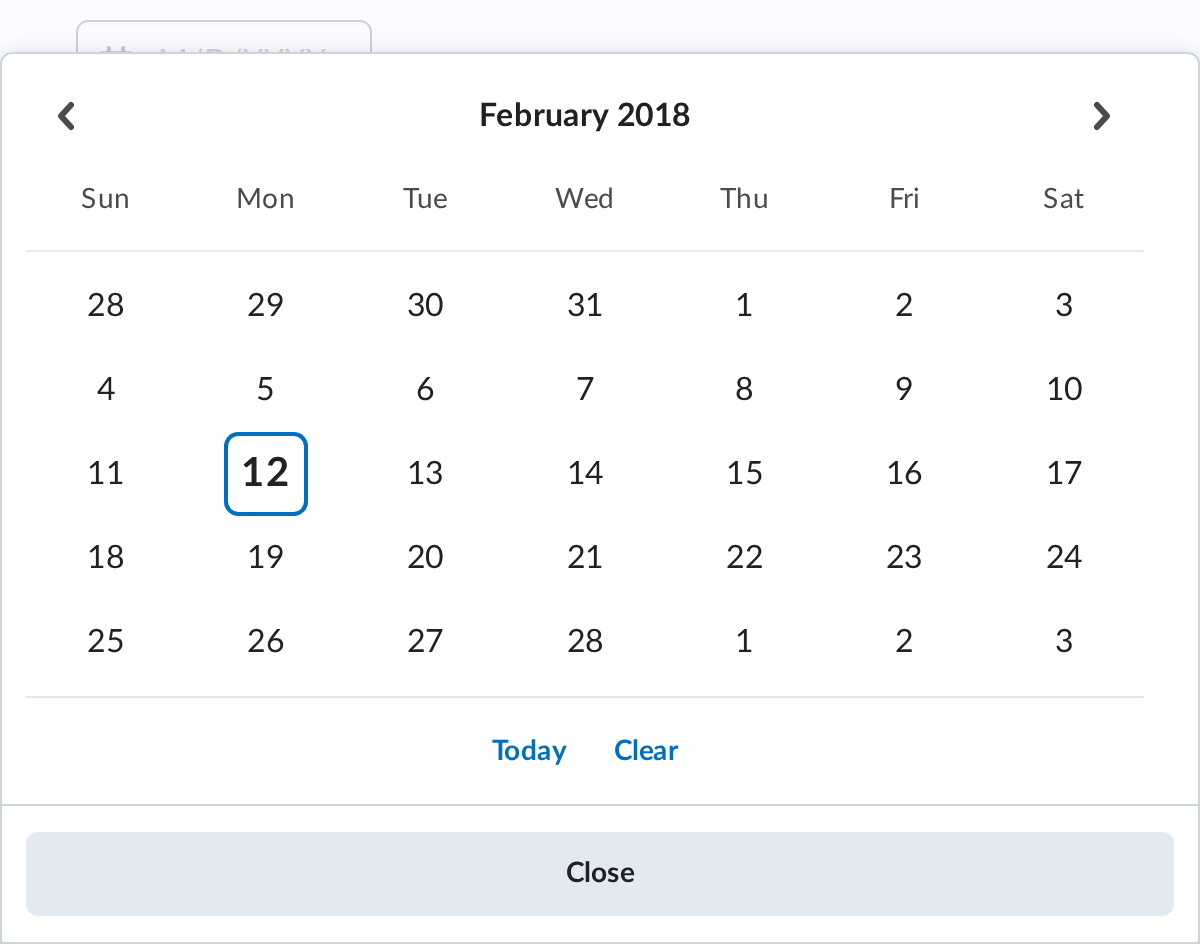 February 2018
Sun Mon Tue Wed Thu Fri Sat
28 29 30 31 1 2 3
4 5 6 7 8 9 10
11 12 13 14 15 16 17
18 19 20 21 22 23 24
25 26 27 28 1 2 3
Today Clear
Close